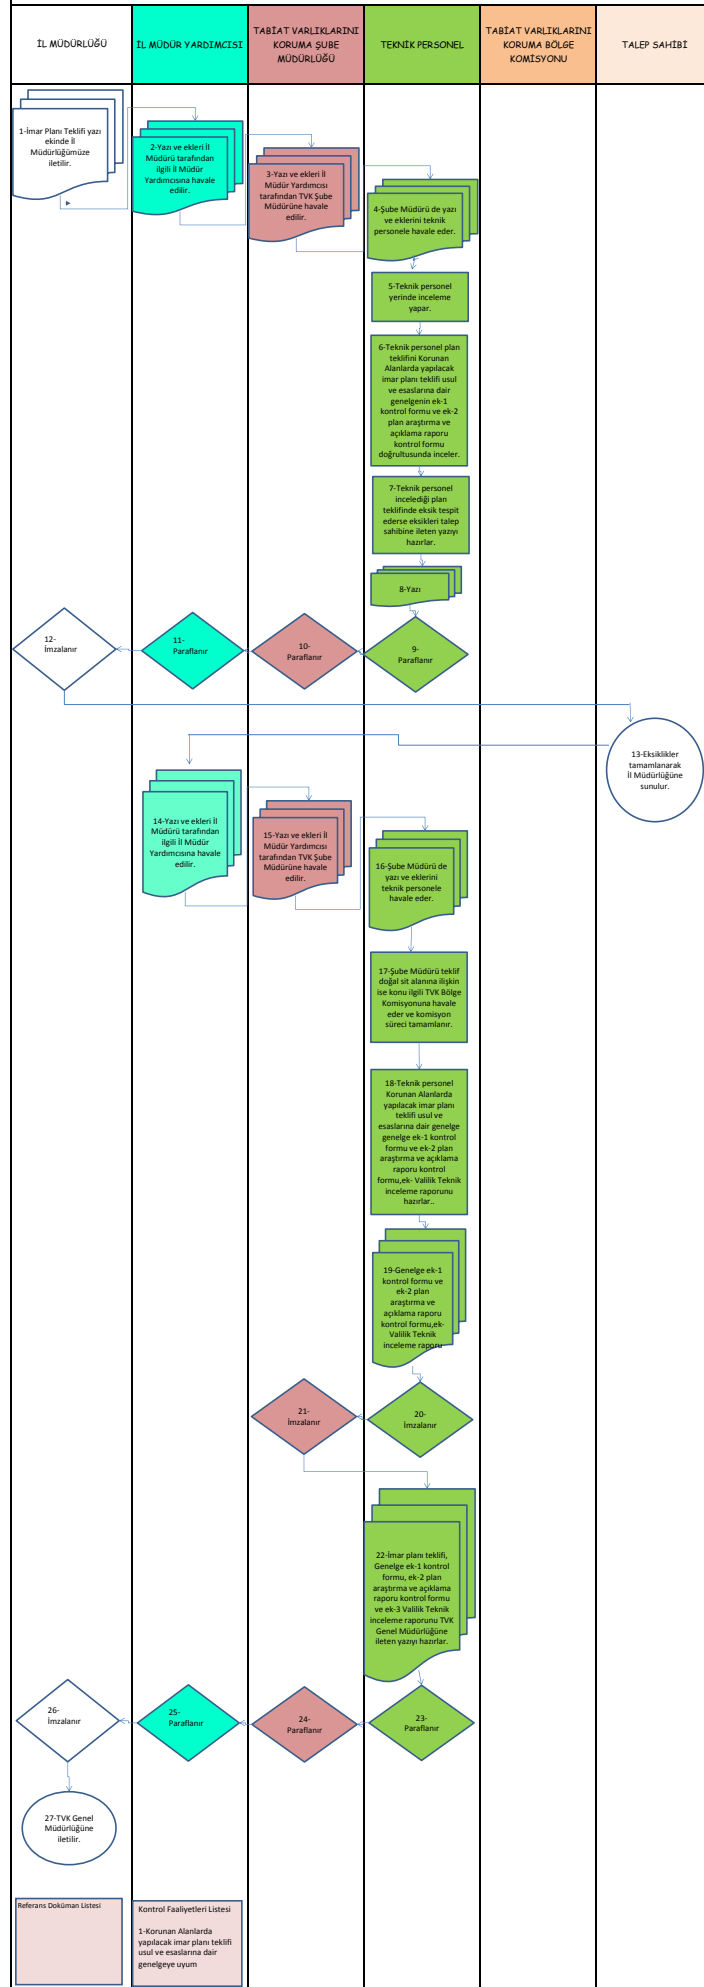 İL MÜDÜRLÜĞÜ
İL MÜDÜR YARDIMCISI
TABİAT VARLIKLARINI
KORUMA ŞUBE
MÜDÜRLÜĞÜ
TEKNİK PERSONEL
TABİAT VARLIKLARINI
KORUMA BÖLGE
KOMİSYONU
TALEP SAHİBİ
1-İmar Planı Teklifi yazı
ekinde İl
Müdürlüğümüze
iletilir.
2-Yazı ve ekleri İl
Müdürü tarafından
ilgili İl Müdür
Yardımcısına havale
edilir.
3-Yazı ve ekleri İl
Müdür Yardımcısı
tarafından TVK Şube
Müdürüne havale
edilir.
4-Şube Müdürü de yazı
ve eklerini teknik
personele havale eder.
5-Teknik personel
yerinde inceleme
yapar.
6-Teknik personel plan
teklifini Korunan
Alanlarda yapılacak
imar planı teklifi usul
ve esaslarına dair
genelgenin ek-1
kontrol formu ve ek-2
plan araştırma ve
açıklama raporu
kontrol formu
doğrultusunda inceler.
7-Teknik personel
incelediği plan
teklifinde eksik tespit
ederse eksikleri talep
sahibine ileten yazıyı
hazırlar.
8-Yazı
12-
İmzalanır
11-
Paraflanır
10-
Paraflanır
9-
Paraflanır
13-Eksiklikler
tamamlanarak
İl Müdürlüğüne
sunulur.
14-Yazı ve ekleri İl
Müdürü tarafından
ilgili İl Müdür
Yardımcısına havale
edilir.
15-Yazı ve ekleri İl
Müdür Yardımcısı
tarafından TVK Şube
Müdürüne havale
edilir.
16-Şube Müdürü de
yazı ve eklerini
teknik personele
havale eder.
17-Şube Müdürü teklif
doğal sit alanına ilişkin
ise konu ilgili TVK Bölge
Komisyonuna havale
eder ve komisyon
süreci tamamlanır.
18-Teknik personel
Korunan Alanlarda
yapılacak imar planı
teklifi usul ve
esaslarına dair genelge
genelge ek-1 kontrol
formu ve ek-2 plan
araştırma ve açıklama
raporu kontrol
formu,ek- Valilik Teknik
inceleme raporunu
hazırlar..
19-Genelge ek-1
kontrol formu ve
ek-2 plan
araştırma ve
açıklama raporu
kontrol formu,ek-
Valilik Teknik
inceleme raporu
21-
İmzalanır
20-
İmzalanır
22-İmar planı teklifi,
Genelge ek-1 kontrol
formu, ek-2 plan
araştırma ve açıklama
raporu kontrol formu
ve ek-3 Valilik Teknik
inceleme raporunu TVK
Genel Müdürlüğüne
ileten yazıyı hazırlar.
26-
İmzalanır
25-
Paraflanır
24-
Paraflanır
23-
Paraflanır
27-TVK Genel
Müdürlüğüne
iletilir.
Referans Doküman Listesi
Kontrol Faaliyetleri Listesi
1-Korunan Alanlarda
yapılacak imar planı teklifi
usul ve esaslarına dair
genelgeye uyum